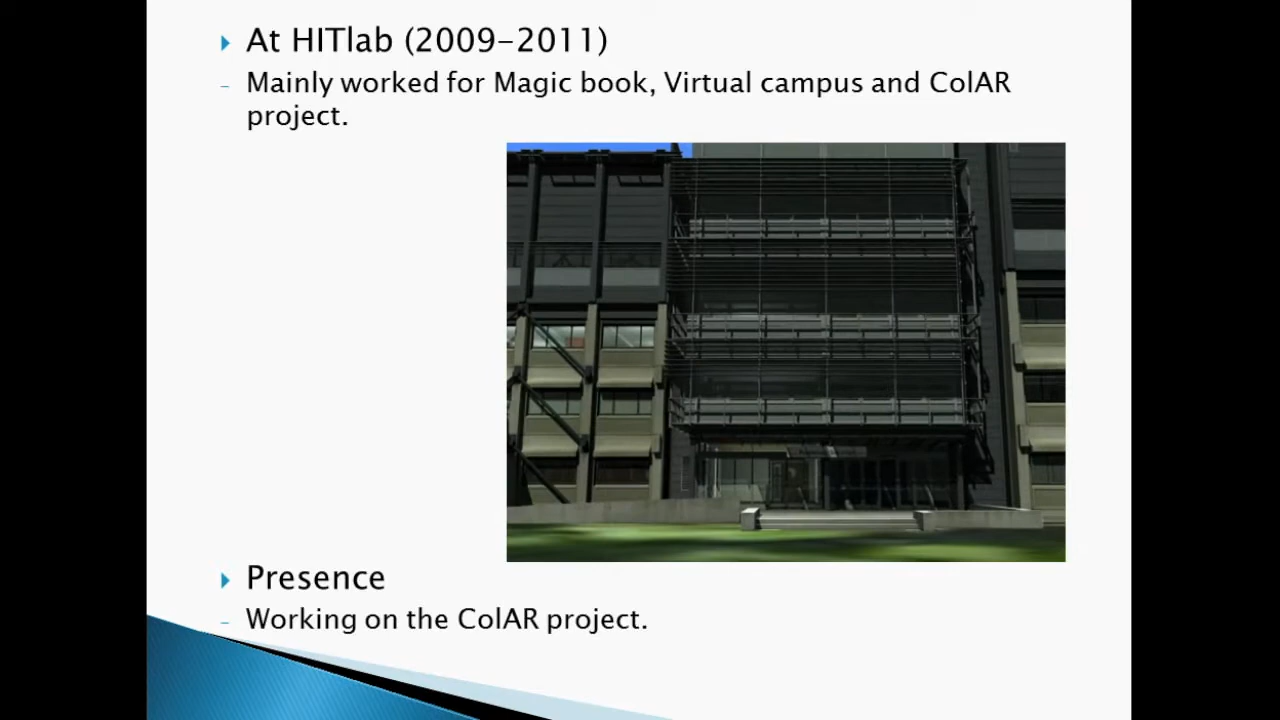 At HITlab (2009-2011)
- Mainly worked for Magic book, Virtual campus and ColAR
project.
Presence
- Working on the ColAR project.